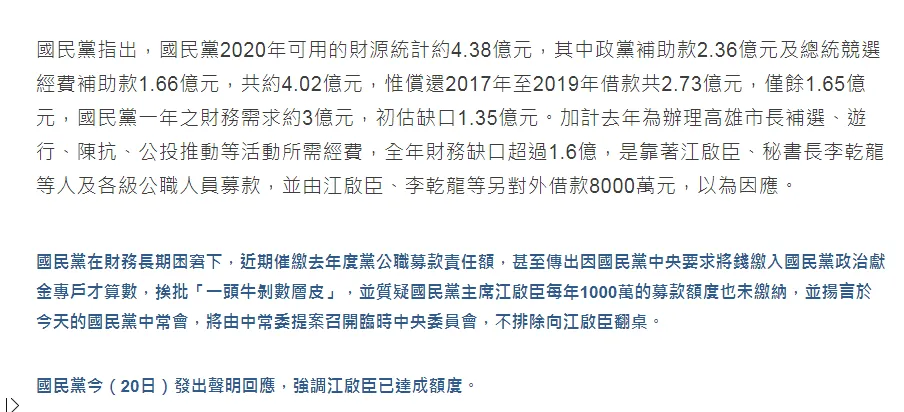 國民黨指出，國民黨2020年可用的財源統計約4.38億元，其中政黨補助款2.36億元及總統競選
經費補助款1.66億元，共約4.02億元，惟償還2017年至2019年借款共2.73億元，僅餘1.65億
元，國民黨一年之財務需求約3億元，初估缺口1.35億元。加計去年為辦理高雄市長補選、遊
行、陳抗、公投推動等活動所需經費，全年財務缺口超過1.6億，是靠著江啟臣、秘書長李乾龍
等人及各級公職人員募款，並由江啟臣、李乾龍等另對外借款8000萬元，以為因應。
國民黨在財務長期困窘下，近期催繳去年度黨公職募款責任額，甚至傳出因國民黨中央要求將錢繳入國民黨政治獻
金專戶才算數，挨批「一頭牛剝數層皮」，並質疑國民黨主席江啟臣每年1000萬的募款額度也未繳納，並揚言於
今天的國民黨中常會，將由中常委提案召開臨時中央委員會，不排除向江啟臣翻桌。
國民黨今（20日）發出聲明回應，強調江啟臣已達成額度。